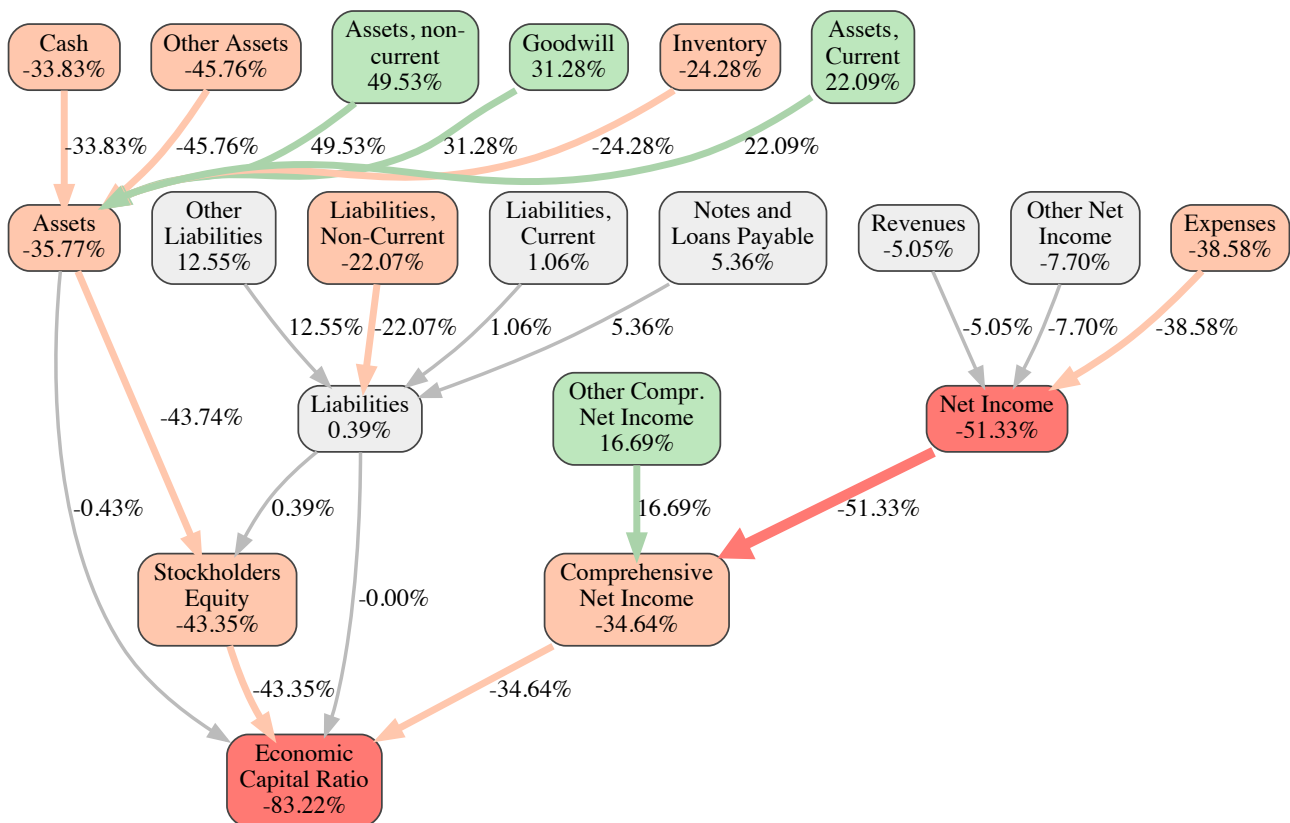 Cash
-33.83%
Other Assets
-45.76%
Assets, non-
current
49.53%
Goodwill
31.28%
Inventory
-24.28%
Assets,
Current
22.09%
-33.83%
-45.76%
49.53%
31.28%
-24.28%
22.09%
Assets
-35.77%
Other
Liabilities
12.55%
Liabilities,
Non-Current
-22.07%
Liabilities,
Current
1.06%
Notes and
Loans Payable
5.36%
Revenues
-5.05%
Other Net
Income
-7.70%
Expenses
-38.58%
12.55%
-22.07%
1.06%
5.36%
-5.05%
-7.70%
-38.58%
-43.74%
Liabilities
0.39%
Other Compr.
Net Income
16.69%
Net Income
-51.33%
-0.43%
0.39%
16.69%
-51.33%
Stockholders
Equity
-43.35%
-0.00%
Comprehensive
Net Income
-34.64%
-43.35%
-34.64%
Economic
Capital Ratio
-83.22%